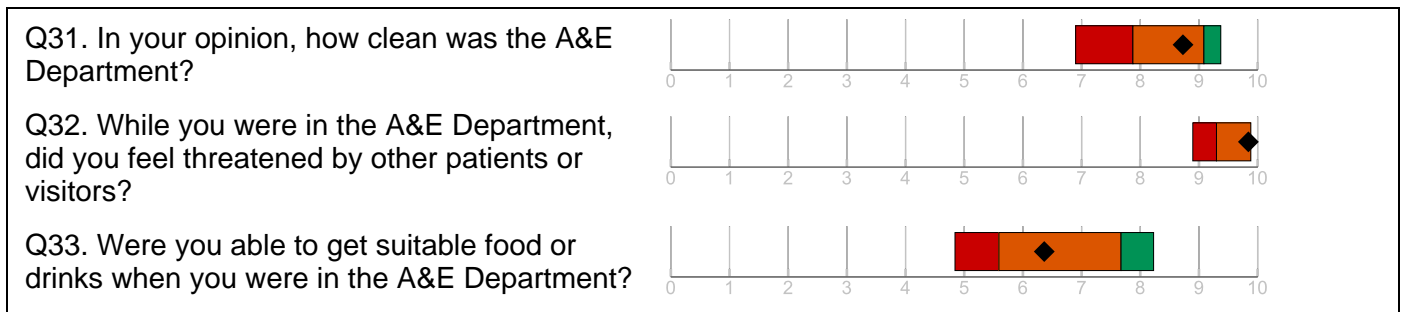 Q31. In your opinion, how clean was the A&E
Department?
0 1 2 3 4 5 6 7 8 9 10
Q32. While you were in the A&E Department,
did you feel threatened by other patients or
visitors?
0 1 2 3 4 5 6 7 8 9 10
Q33. Were you able to get suitable food or
drinks when you were in the A&E Department?
0 1 2 3 4 5 6 7 8 9 10